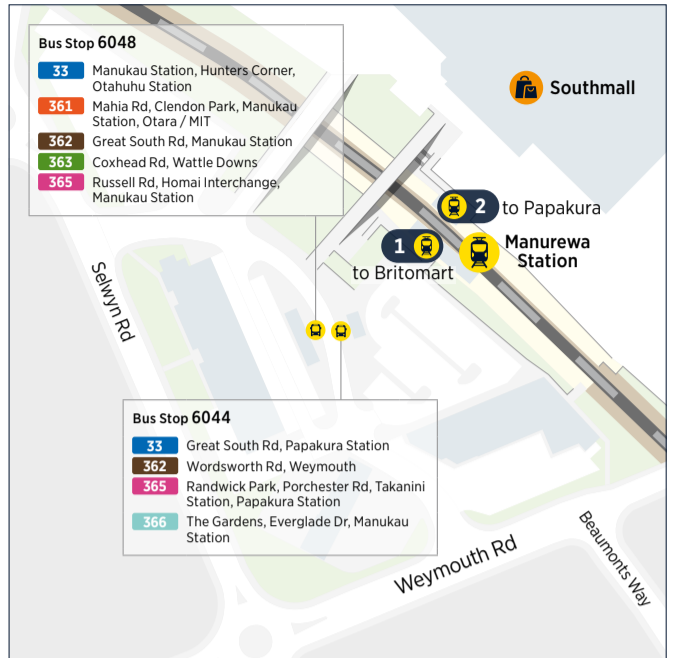 Bus Stop 6048
33 Manukau Station, Hunters Corner,
Otahuhu Station
361 Mahia Rd, Clendon Park, Manukau
Station, Otara / MIT
362 Great South Rd, Manukau Station
363 Coxhead Rd, Wattle Downs
365 Russell Rd, Homai Interchange,
Manukau Station
Southmall
2 to Papakura
1
to Britomart
Manurewa
Station
Selwyn Rd
Bus Stop 6044
33 Great South Rd, Papakura Station
362 Wordsworth Rd, Weymouth
365 Randwick Park, Porchester Rd, Takanini
Station, Papakura Station
366 The Gardens, Everglade Dr, Manukau
Station
Weymouth Rd
Beaumonts Way